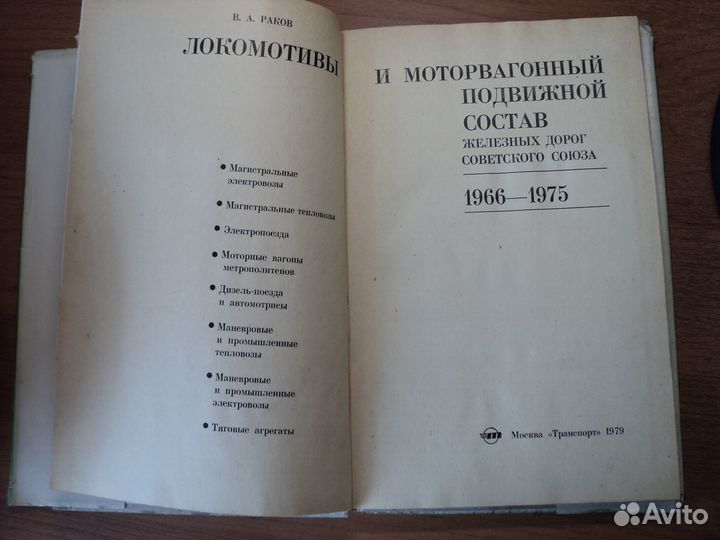 В. А. РАКОВ
ЛОКОМОТИВЫ
• Магистральные
электровозы
• Магистральные тепловозы
• Электропоезда
• Моторные вагоны
метрополитенов
• Дизель-поезда
и автомотрисы
• Маневровые
и промышленные
тепловозы
• Маневровые
и промышленные
электровозы
• Тяговые агрегаты
И МОТОРВАГОННЫЙ
ПОДВИЖНОЙ
СОСТАВ
ЖЕЛЕЗНЫХ ДОРОГ
СОВЕТСКОГО СОЮЗА
1966—1975
Москва «Транспорт» 1979
Avito